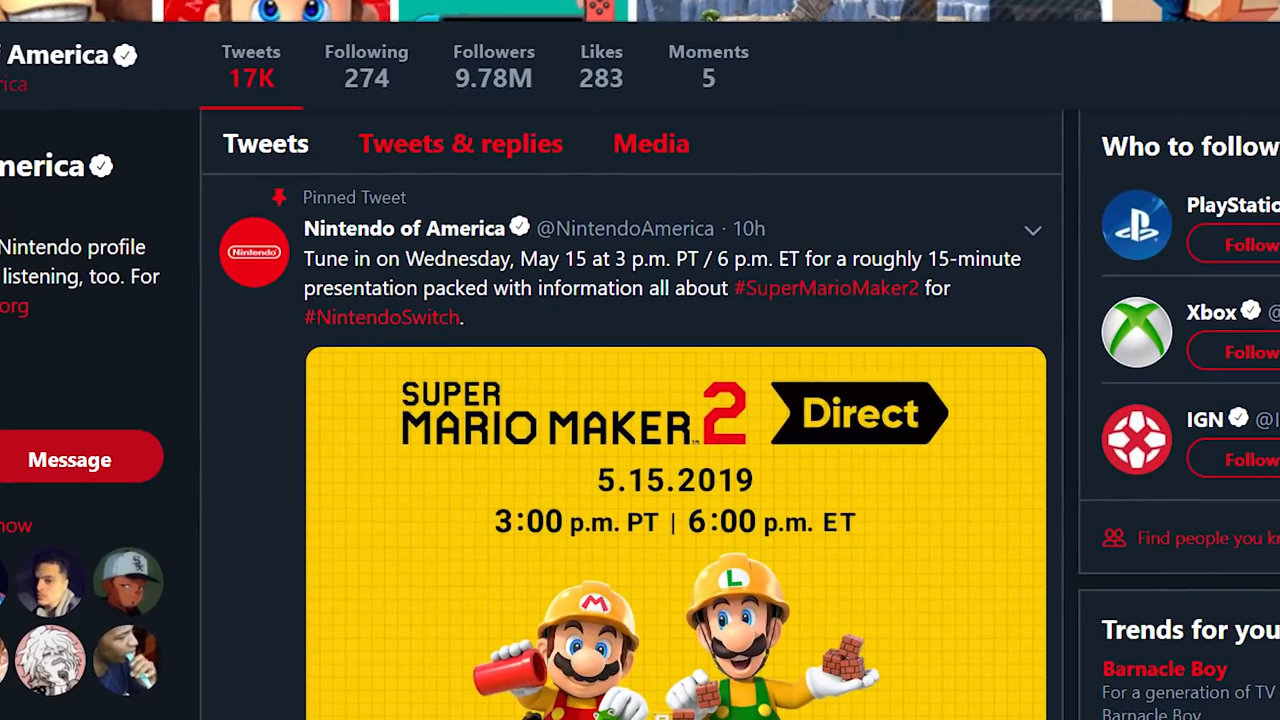 f America
rica
Tweets Following Followers Likes Moments
17K 274 9.78M 283 5
merica
Nintendo profile
listening, too. For
org
Message
now
Tweets Tweets & replies Media
Pinned Tweet
Nintendo of America @NintendoAmerica · 10h
Nintendo
Tune in on Wednesday, May 15 at 3 p.m. PT / 6 p.m. ET for a roughly 15-minute
presentation packed with information all about #SuperMarioMaker2 for
#NintendoSwitch.
SUPER
MARIO MAKER 2 Direct
5.15.2019
3:00 p.m. PT | 6:00 p.m. ET
M
L
Who to follow
PlayStatio
Follow
Xbox @
Follow
IGN @I
Follow
Find people you kn
Trends for you
Barnacle Boy
For a generation of TV
Barnacle Boy